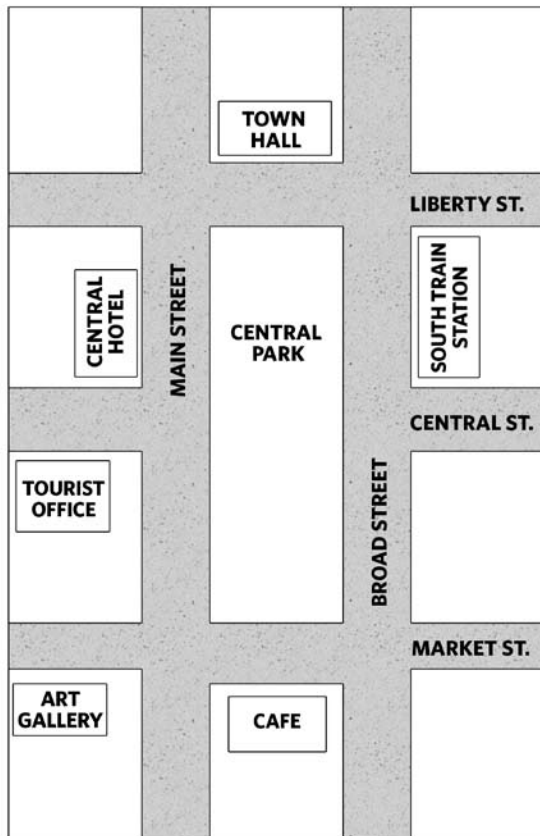 TOWN
HALL
LIBERTY ST.
CENTRAL
HOTEL
MAIN STREET
CENTRAL
PARK
SOUTH TRAIN
STATION
CENTRAL ST.
TOURIST
OFFICE
BROAD STREET
MARKET ST.
ART
GALLERY
CAFE